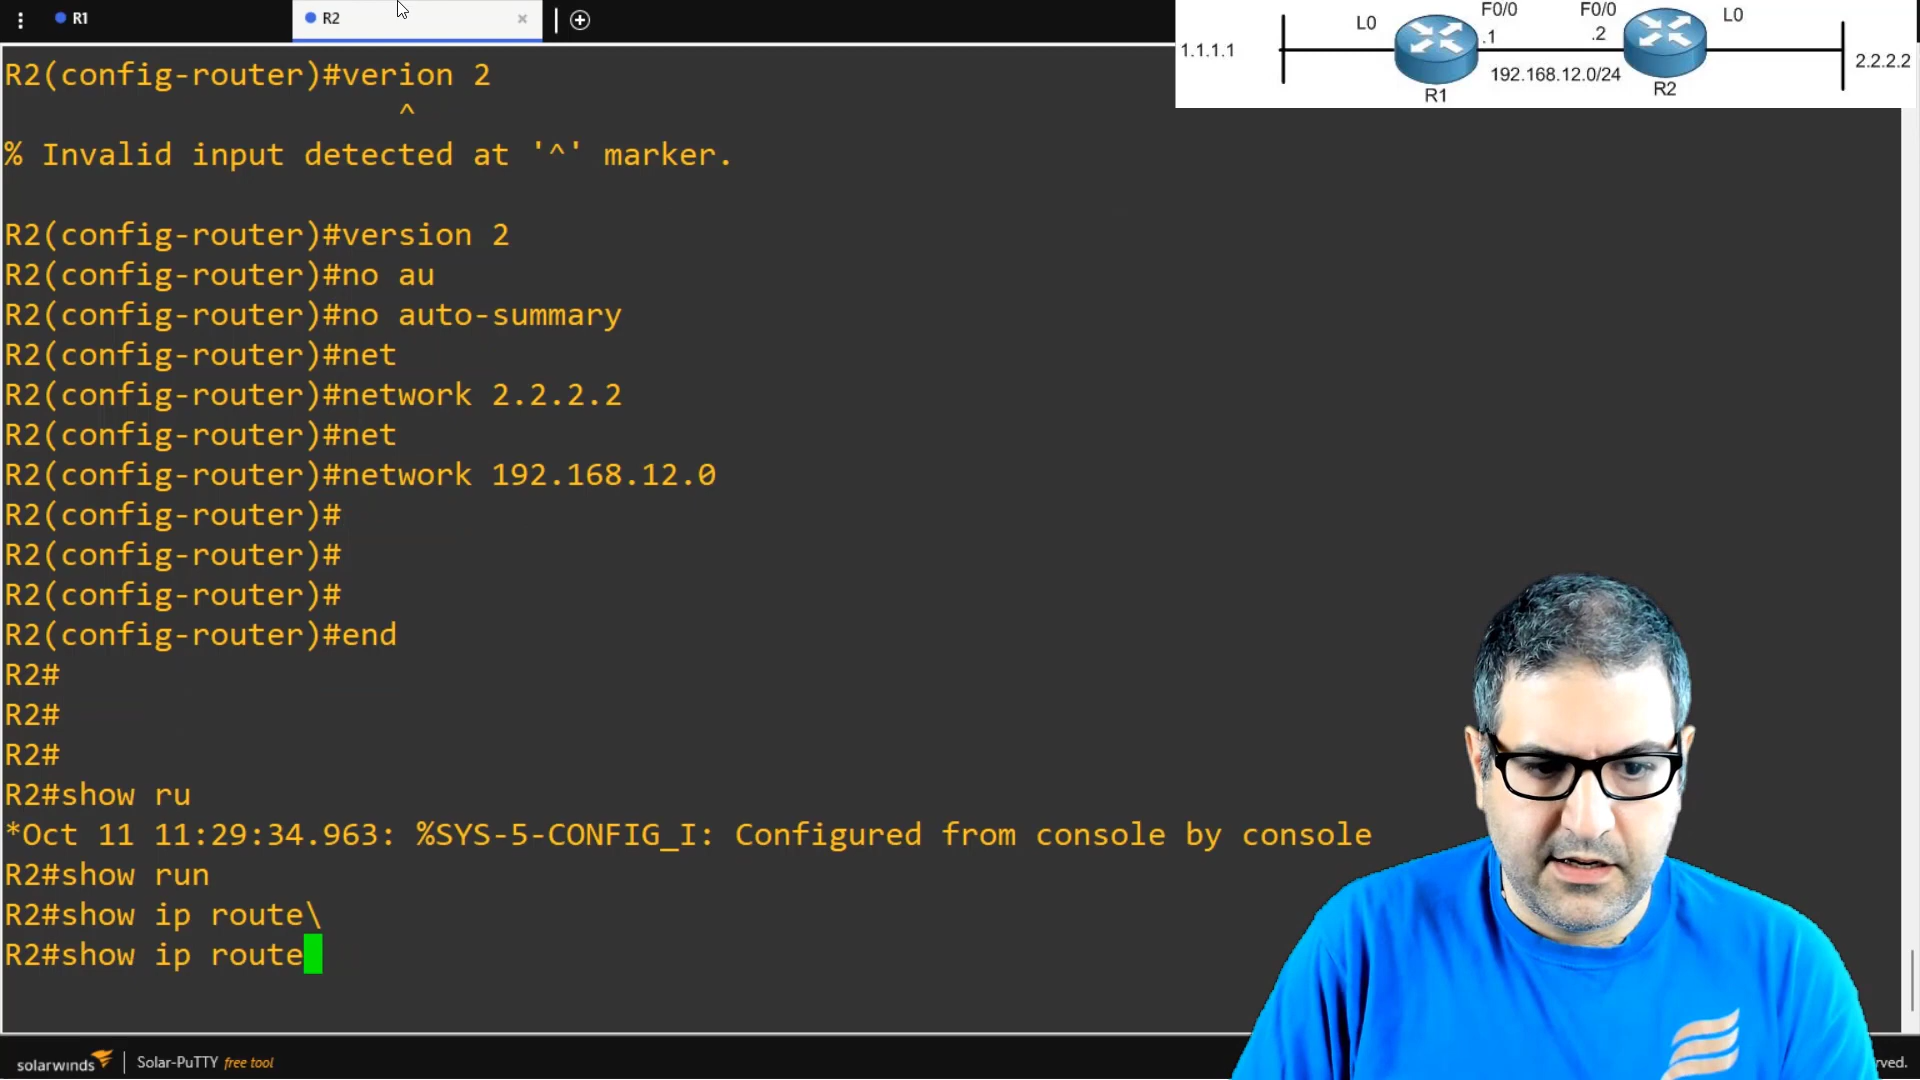 R1
R2
R2(config-router)#verion 2
^
% Invalid input detected at '^' marker.
R2(config-router)#version 2
R2(config-router)#no au
R2(config-router)#no auto-summary
R2(config-router)#net
R2(config-router)#network 2.2.2.2
R2(config-router)#net
R2(config-router)#network 192.168.12.0
R2(config-router)#
R2(config-router)#
R2(config-router)#
R2(config-router)#end
R2#
R2#
R2#
R2#show ru
*Oct 11 11:29:34.963: %SYS-5-CONFIG_I: Configured from console by console
R2#show run
R2#show ip route\
R2#show ip route
L0 F0/0 F0/0 L0
1.1.1.1 .1 .2 2.2.2.2
192.168.12.0/24
R1 R2
solarwinds Solar-PuTTY free tool